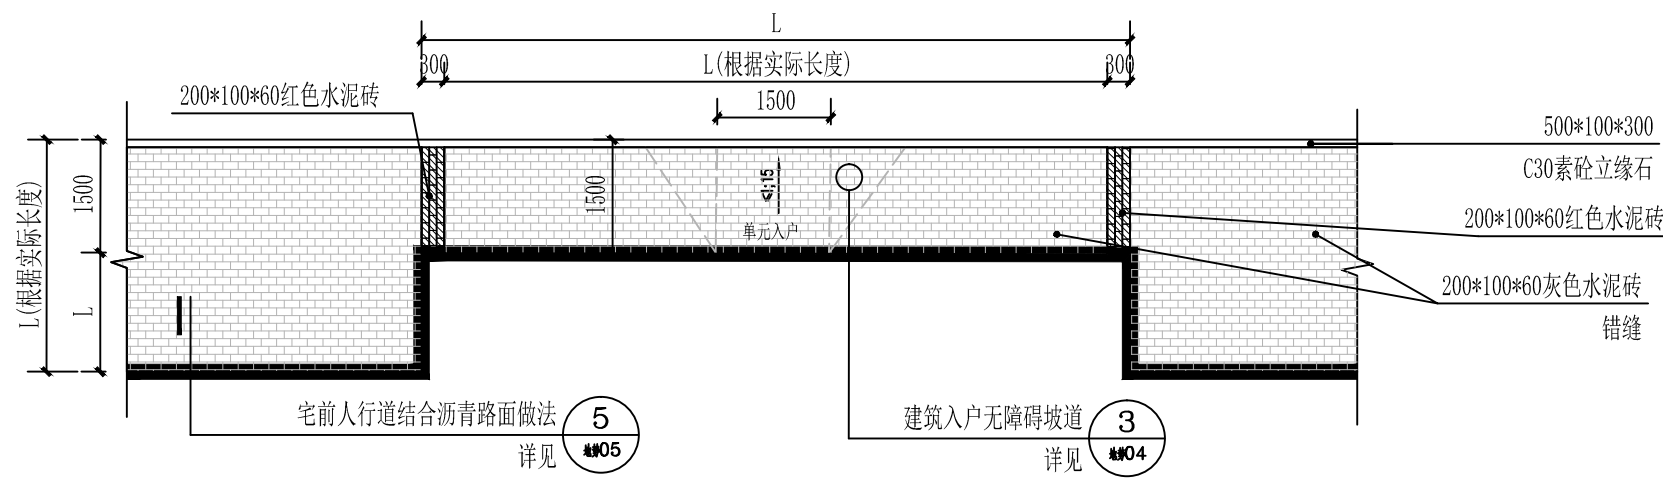 L
300
L(根据实际长度)
300
200*100*60红色水泥砖
1500
500*100*300
C30素砼立缘石
L(根据实际长度)
1500
1500
<1:15
200*100*60红色水泥砖
单元入户
L
200*100*60灰色水泥砖
错缝
宅前人行道结合沥青路面做法
5
详见
05
建筑入户无障碍坡道
3
详见
04